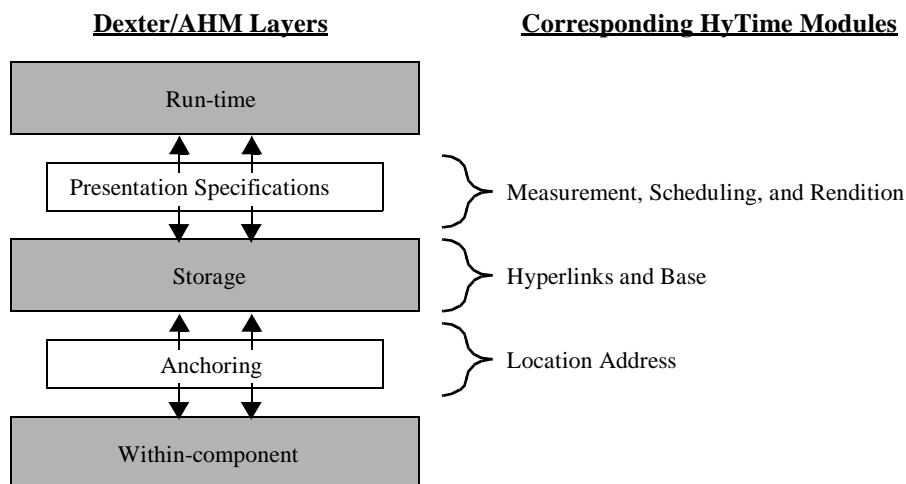 Dexter/AHM Layers
Corresponding HyTime Modules
Run-time
Presentation Specifications
Measurement, Scheduling, and Rendition
Storage
Hyperlinks and Base
Anchoring
Location Address
Within-component